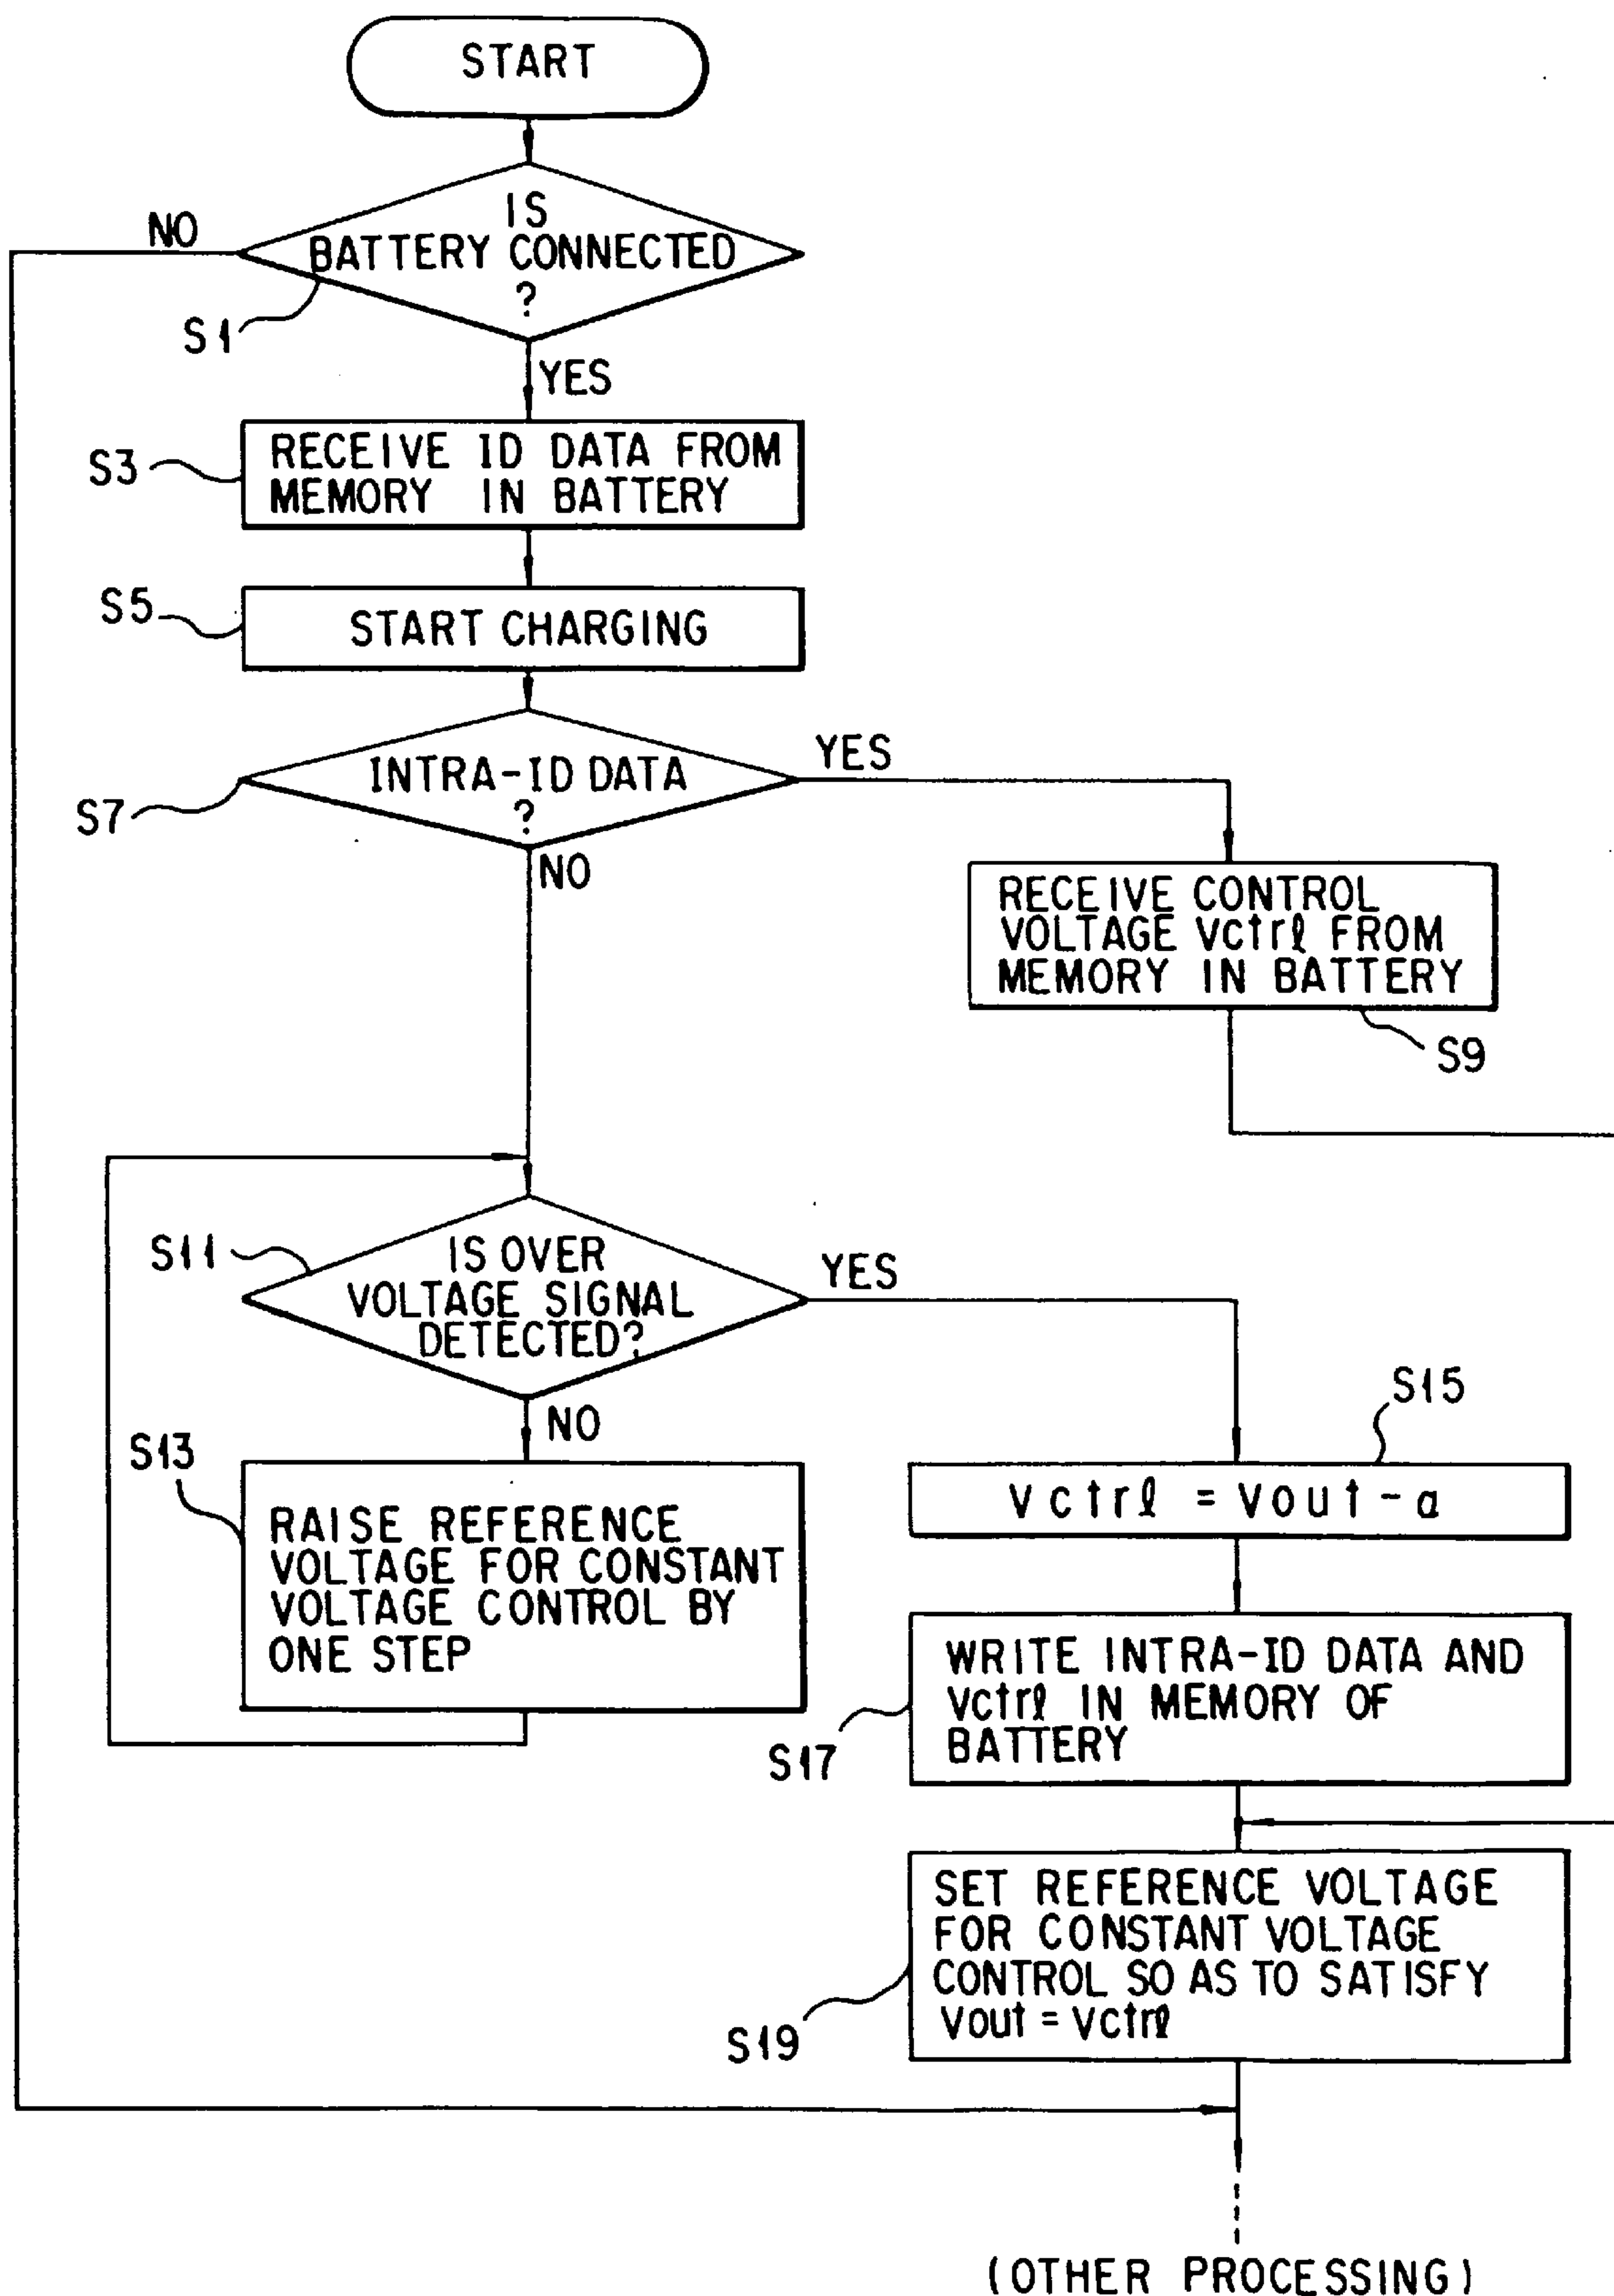 START
IS
BATTERY CONNECTED
?
NO
S1
YES
RECEIVE ID DATA FROM
MEMORY IN BATTERY
S3
START CHARGING
S5
INTRA-ID DATA
?
S7
YES
NO
RECEIVE CONTROL
VOLTAGE Vctrl FROM
MEMORY IN BATTERY
S9
IS OVER
VOLTAGE SIGNAL
DETECTED?
S11
YES
NO
S13
RAISE REFERENCE
VOLTAGE FOR CONSTANT
VOLTAGE CONTROL BY
ONE STEP
S15
Vctrl = Vout - a
WRITE INTRA-ID DATA AND
Vctrl IN MEMORY OF
BATTERY
S17
SET REFERENCE VOLTAGE
FOR CONSTANT VOLTAGE
CONTROL SO AS TO SATISFY
Vout = Vctrl
S19
(OTHER PROCESSING)